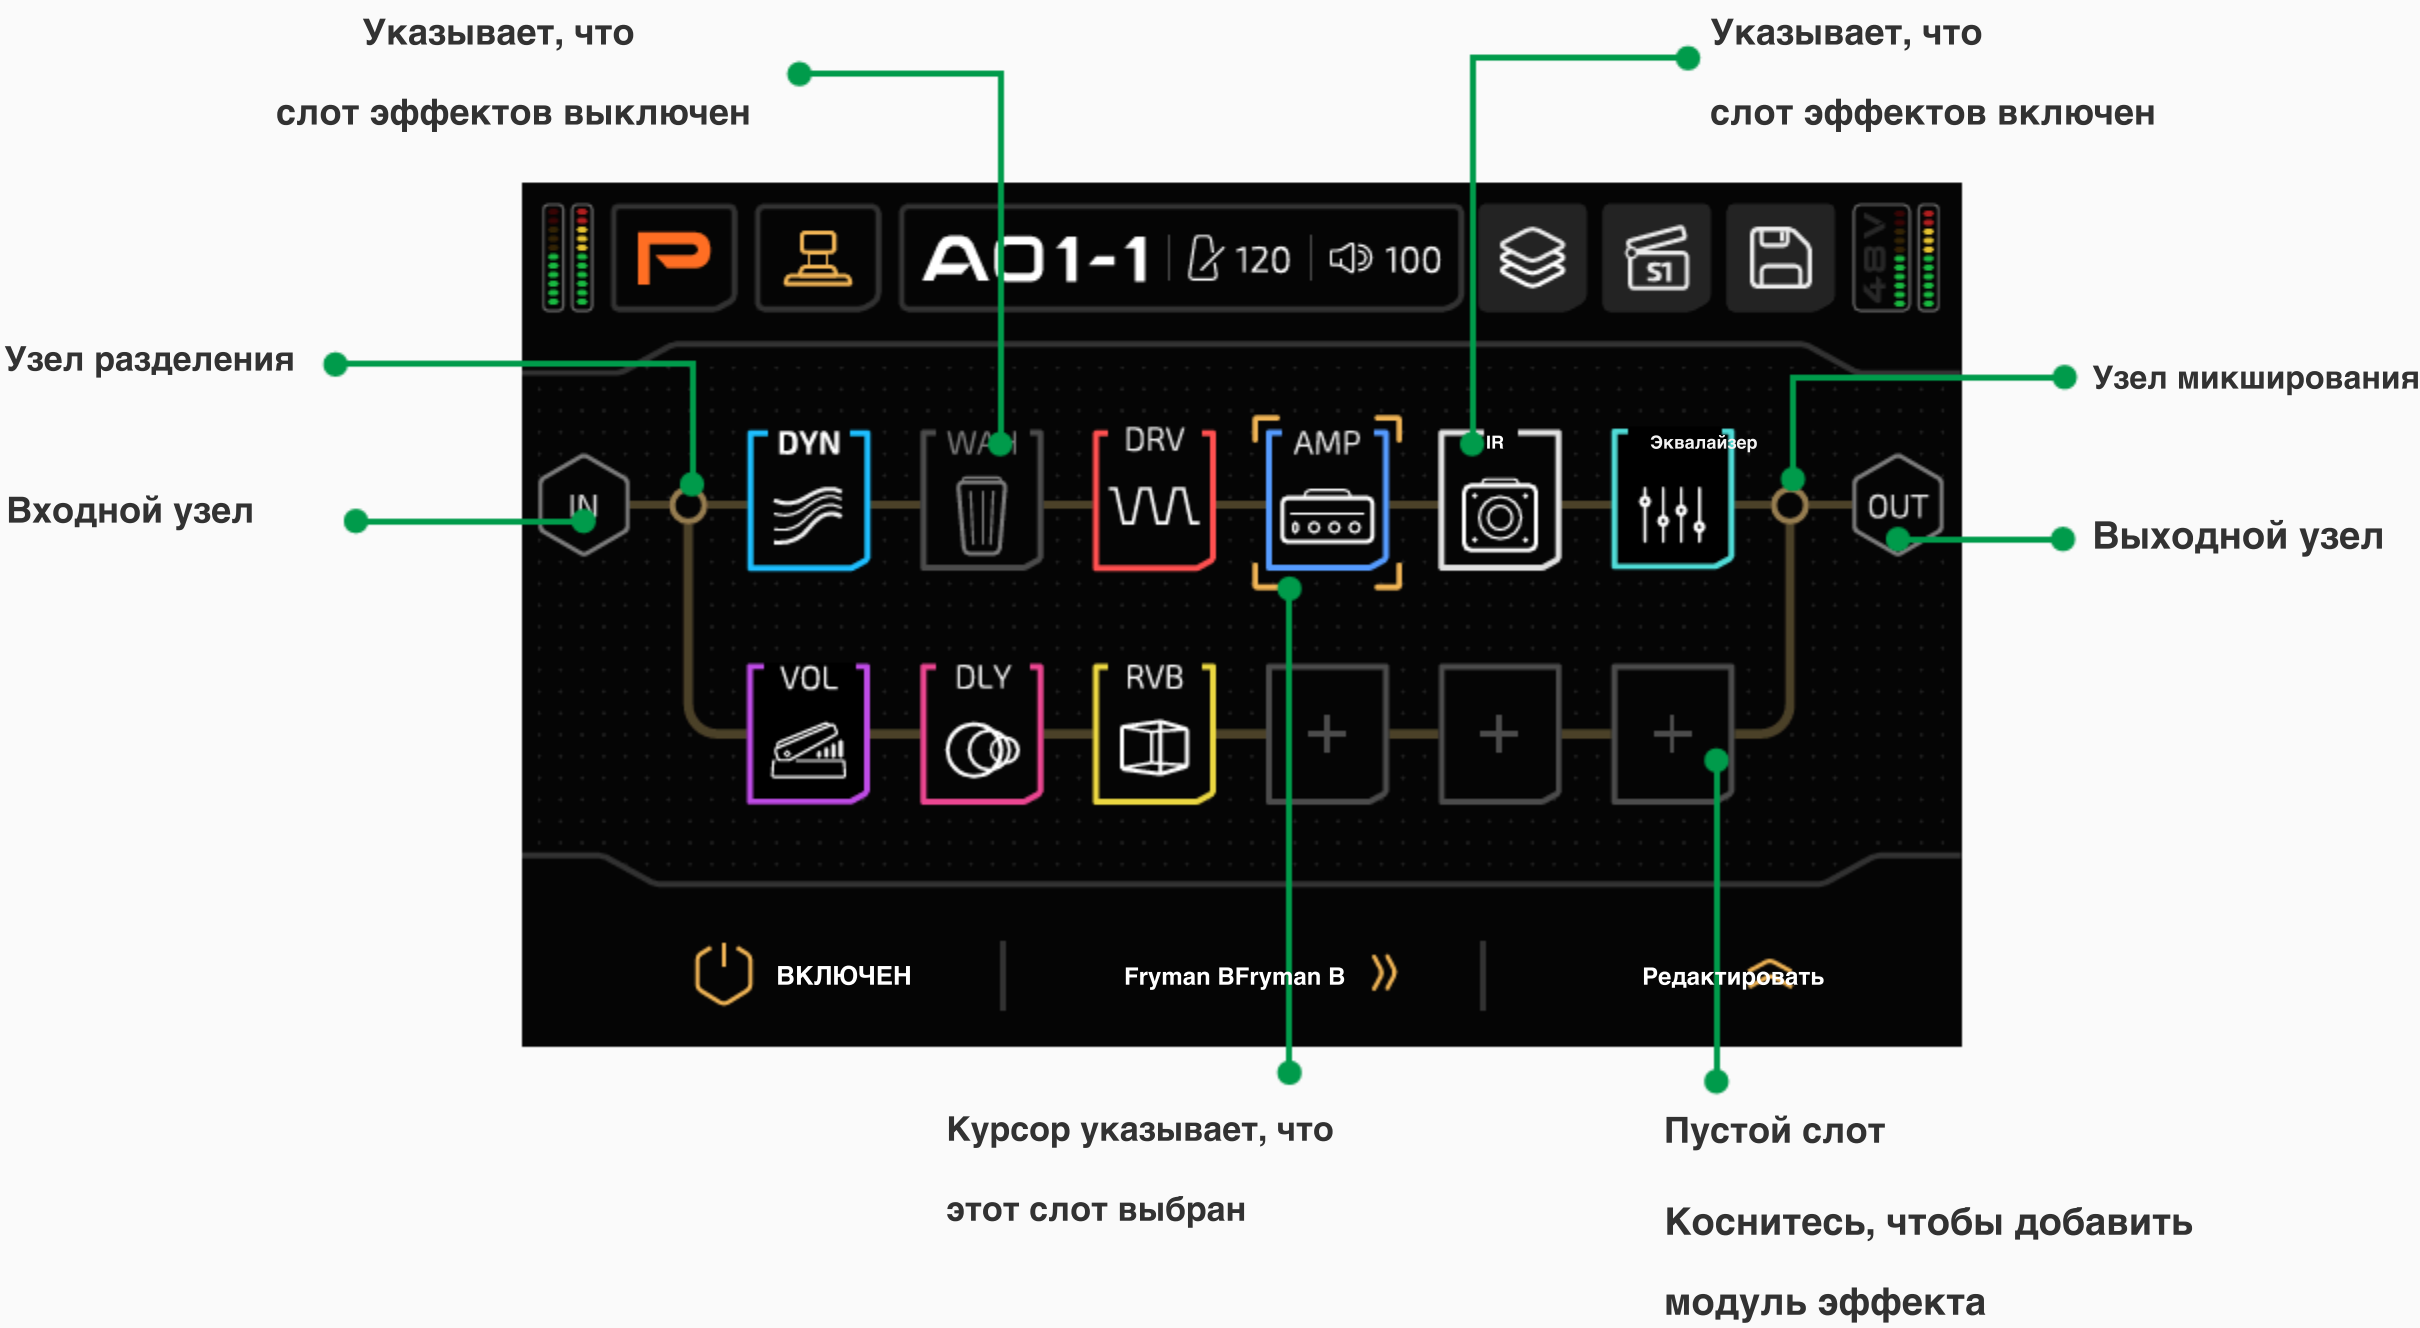 Указывает, что
слот эффектов выключен
Указывает, что
слот эффектов включен
A01-1 120 100 S1 48V
Узел разделения
Узел микширования
DYN WAH DRV AMP IR Эквалайзер
IN
OUT
Входной узел
Выходной узел
VOL DLY RVB
ВКЛЮЧЕН Fryman BFryman B Редактировать
Курсор указывает, что
этот слот выбран
Пустой слот
Коснитесь, чтобы добавить
модуль эффекта